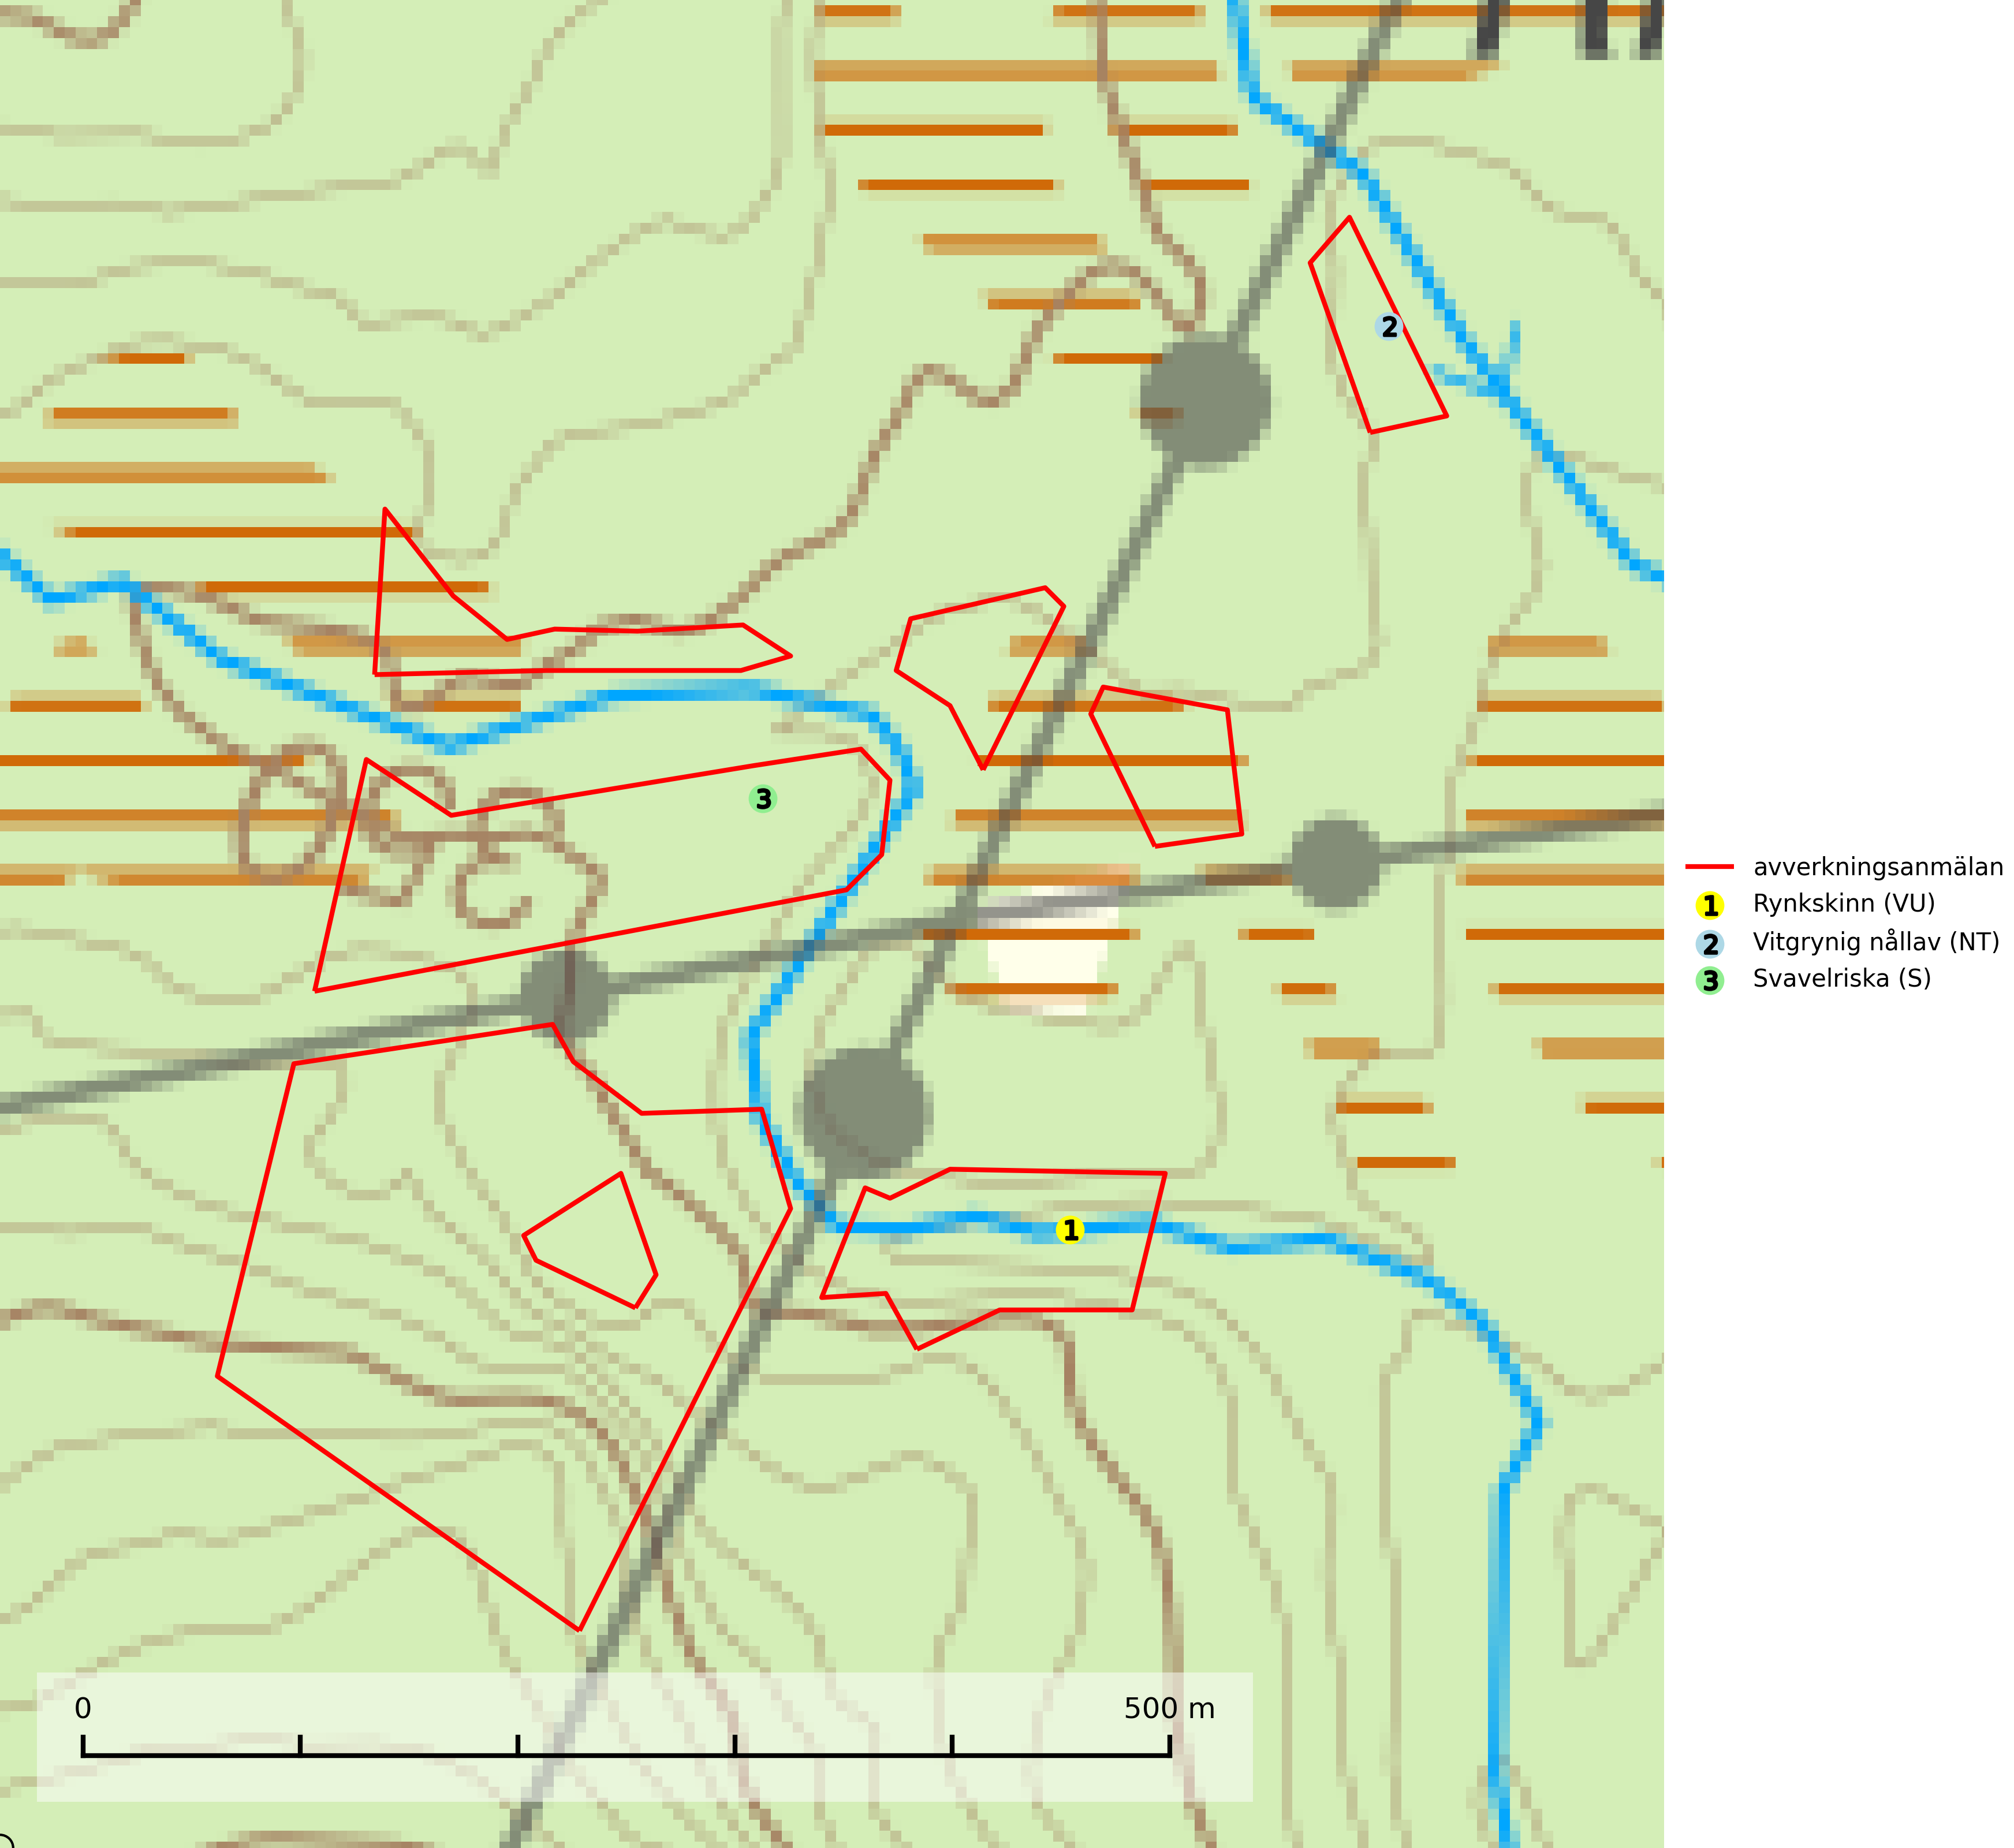 2
3
1
avverkningsanmälan
1 Rynkskinn (VU)
2 Vitgrynig nållav (NT)
3 Svavelriska (S)
0 500 m